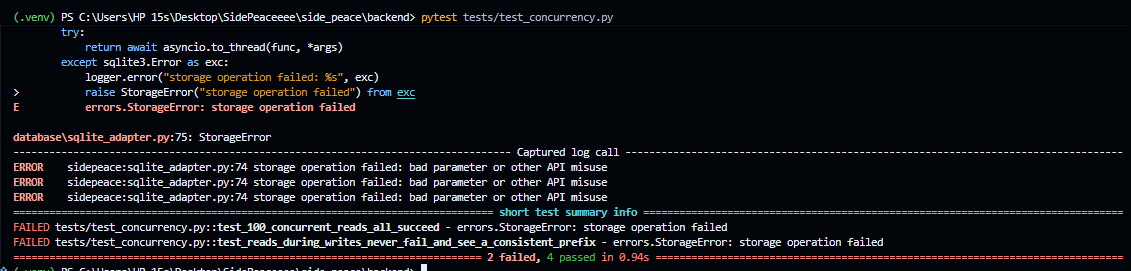 (.venv) PS C:\Users\HP 15s\Desktop\SidePeaceeee\side_peace\backend> pytest tests/test_concurrency.py
try:
return await asyncio.to_thread(func, *args)
except sqlite3.Error as exc:
logger.error("storage operation failed: %s", exc)
> raise StorageError("storage operation failed") from exc
E errors.StorageError: storage operation failed
database\sqlite_adapter.py:75: StorageError
Captured log call
ERROR sidepeace:sqlite_adapter.py:74 storage operation failed: bad parameter or other API misuse
ERROR sidepeace:sqlite_adapter.py:74 storage operation failed: bad parameter or other API misuse
ERROR sidepeace:sqlite_adapter.py:74 storage operation failed: bad parameter or other API misuse
short test summary info
FAILED tests/test_concurrency.py::test_100_concurrent_reads_all_succeed - errors.StorageError: storage operation failed
FAILED tests/test_concurrency.py::test_reads_during_writes_never_fail_and_see_a_consistent_prefix - errors.StorageError: storage operation failed
2 failed, 4 passed in 0.94s
(.venv) PS C:\Users\HP 15s\Desktop\SidePeaceeee\side_peace\backend>